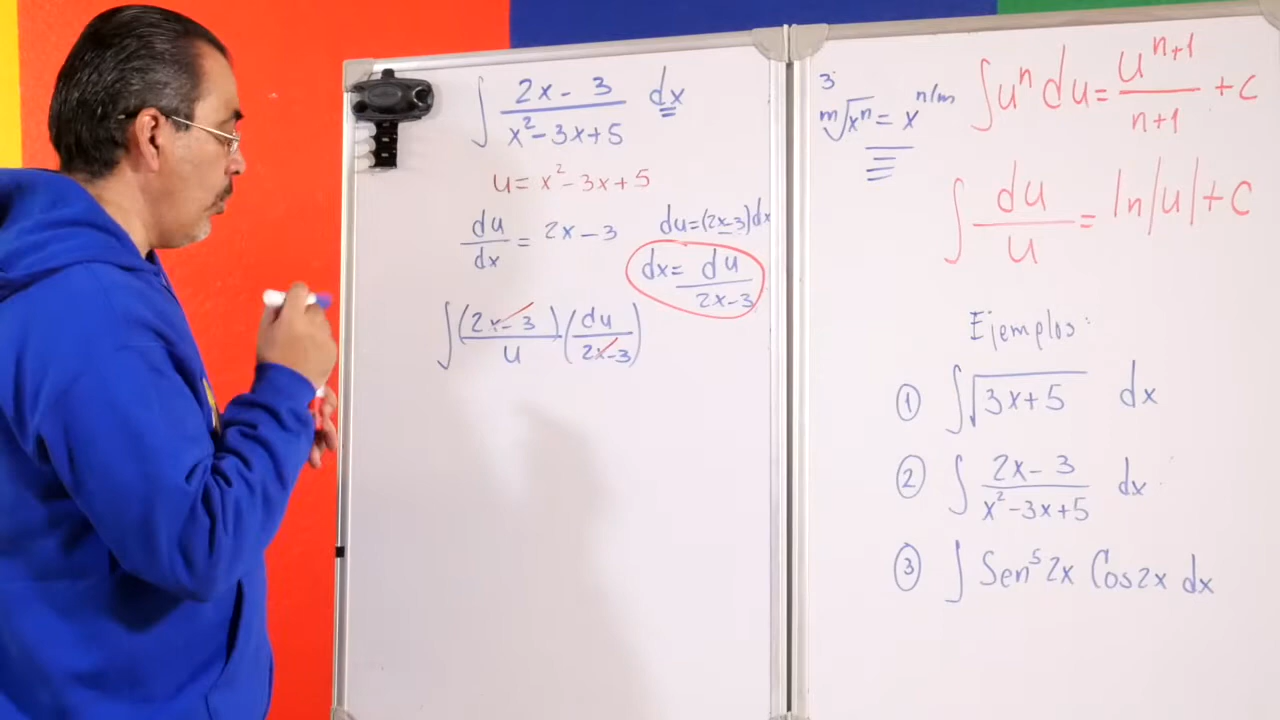 ∫ (2x - 3)/(x² - 3x + 5) dx
u = x² - 3x + 5
du/dx = 2x - 3
du = (2x - 3)dx
dx = du/(2x - 3)
∫ ((2x - 3)/u) (du/(2x - 3))
3
ᵐ√xⁿ = x^(n/m)
∫ uⁿ du = u^(n+1)/(n+1) + c
∫ du/u = ln|u| + c
Ejemplos:
① ∫ √(3x + 5) dx
② ∫ (2x - 3)/(x² - 3x + 5) dx
③ ∫ Sen⁵2x Cos2x dx